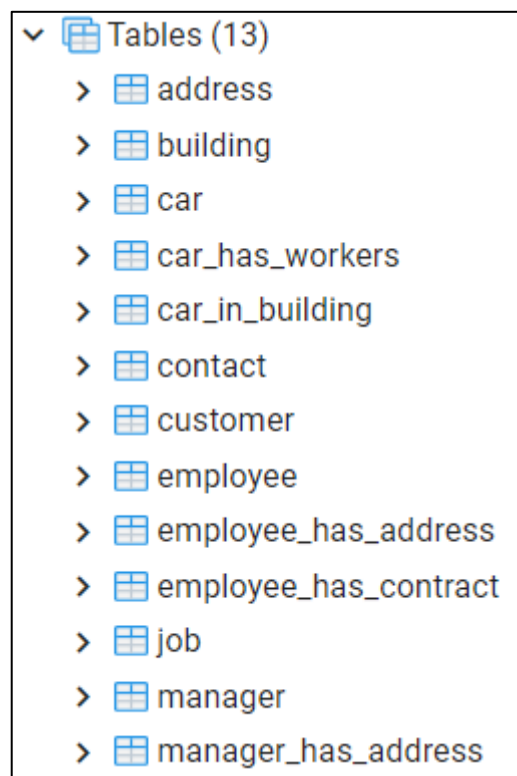 Tables (13)
address
building
car
car_has_workers
car_in_building
contact
customer
employee
employee_has_address
employee_has_contract
job
manager
manager_has_address